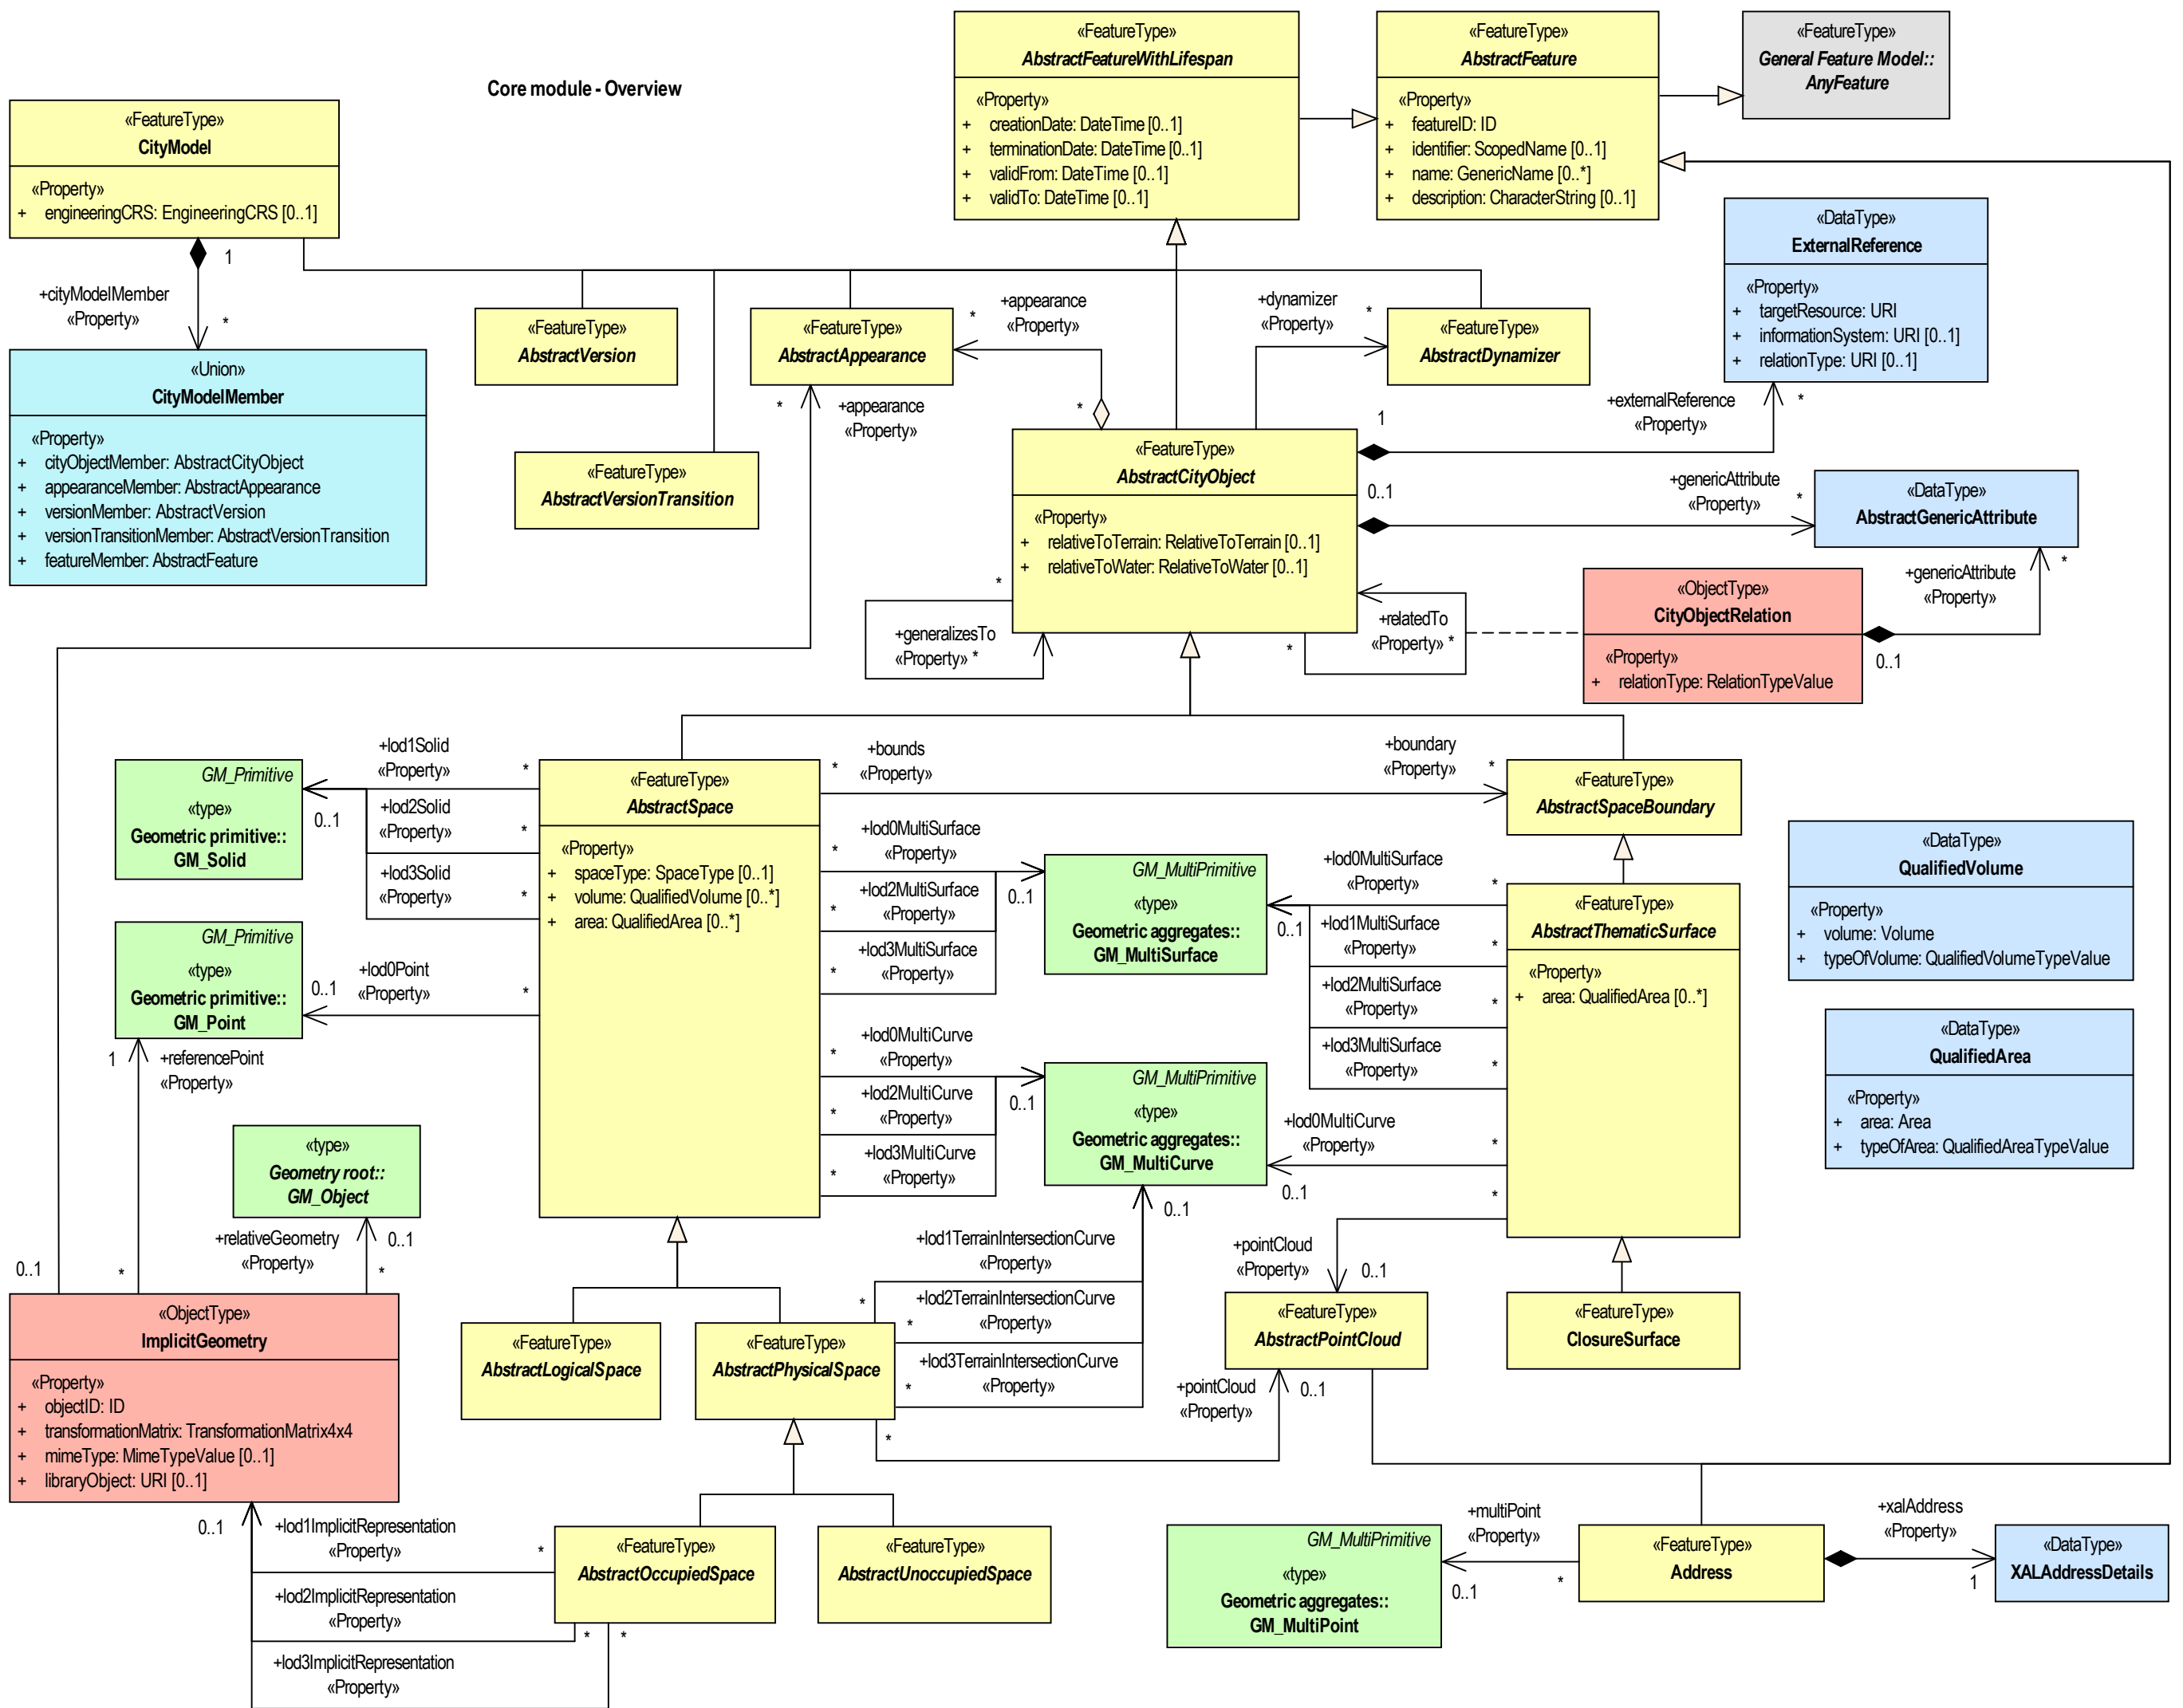 Core module - Overview
«FeatureType»
AbstractFeatureWithLifespan
«Property»
+ creationDate: DateTime [0..1]
+ terminationDate: DateTime [0..1]
+ validFrom: DateTime [0..1]
+ validTo: DateTime [0..1]
«FeatureType»
AbstractFeature
«Property»
+ featureID: ID
+ identifier: ScopedName [0..1]
+ name: GenericName [0..*]
+ description: CharacterString [0..1]
«FeatureType»
General Feature Model::
AnyFeature
«FeatureType»
CityModel
«Property»
+ engineeringCRS: EngineeringCRS [0..1]
1
+cityModelMember
«Property»
*
«Union»
CityModelMember
«Property»
+ cityObjectMember: AbstractCityObject
+ appearanceMember: AbstractAppearance
+ versionMember: AbstractVersion
+ versionTransitionMember: AbstractVersionTransition
+ featureMember: AbstractFeature
«FeatureType»
AbstractVersion
«FeatureType»
AbstractVersionTransition
«FeatureType»
AbstractAppearance
+appearance
«Property»
*
*
* +appearance
«Property»
+dynamizer
«Property»
*
«FeatureType»
AbstractDynamizer
«DataType»
ExternalReference
«Property»
+ targetResource: URI
+ informationSystem: URI [0..1]
+ relationType: URI [0..1]
+externalReference
«Property»
*
1
«FeatureType»
AbstractCityObject
«Property»
+ relativeToTerrain: RelativeToTerrain [0..1]
+ relativeToWater: RelativeToWater [0..1]
0..1
+genericAttribute
«Property»
*
«DataType»
AbstractGenericAttribute
*
+generalizesTo
«Property» *
+relatedTo
«Property» *
*
«ObjectType»
CityObjectRelation
«Property»
+ relationType: RelationTypeValue
+genericAttribute
«Property»
*
0..1
+lod1Solid
«Property»
*
+lod2Solid
«Property»
*
+lod3Solid
«Property»
*
0..1
GM_Primitive
«type»
Geometric primitive::
GM_Solid
GM_Primitive
«type»
Geometric primitive::
GM_Point
0..1
+lod0Point
«Property»
*
1
+referencePoint
«Property»
*
«type»
Geometry root::
GM_Object
+relativeGeometry
«Property»
0..1
*
0..1
«FeatureType»
AbstractSpace
«Property»
+ spaceType: SpaceType [0..1]
+ volume: QualifiedVolume [0..*]
+ area: QualifiedArea [0..*]
* +bounds
«Property»
+boundary
«Property»
*
«FeatureType»
AbstractSpaceBoundary
+lod0MultiSurface
«Property»
*
+lod2MultiSurface
«Property»
*
+lod3MultiSurface
«Property»
*
0..1
GM_MultiPrimitive
«type»
Geometric aggregates::
GM_MultiSurface
+lod0MultiSurface
«Property»
*
0..1
+lod1MultiSurface
«Property»
*
+lod2MultiSurface
«Property»
*
+lod3MultiSurface
«Property»
*
«FeatureType»
AbstractThematicSurface
«Property»
+ area: QualifiedArea [0..*]
«DataType»
QualifiedVolume
«Property»
+ volume: Volume
+ typeOfVolume: QualifiedVolumeTypeValue
«DataType»
QualifiedArea
«Property»
+ area: Area
+ typeOfArea: QualifiedAreaTypeValue
+lod0MultiCurve
«Property»
*
+lod2MultiCurve
«Property»
*
+lod3MultiCurve
«Property»
*
0..1
GM_MultiPrimitive
«type»
Geometric aggregates::
GM_MultiCurve
+lod0MultiCurve
«Property»
*
0..1
*
+pointCloud
«Property»
0..1
0..1
+lod1TerrainIntersectionCurve
«Property»
*
+lod2TerrainIntersectionCurve
«Property»
*
+lod3TerrainIntersectionCurve
«Property»
*
«FeatureType»
AbstractLogicalSpace
«FeatureType»
AbstractPhysicalSpace
«FeatureType»
AbstractPointCloud
«FeatureType»
ClosureSurface
+pointCloud
«Property»
0..1
*
«ObjectType»
ImplicitGeometry
«Property»
+ objectID: ID
+ transformationMatrix: TransformationMatrix4x4
+ mimeType: MimeTypeValue [0..1]
+ libraryObject: URI [0..1]
0..1
+lod1ImplicitRepresentation
«Property»
*
+lod2ImplicitRepresentation
«Property»
*
*
+lod3ImplicitRepresentation
«Property»
«FeatureType»
AbstractOccupiedSpace
«FeatureType»
AbstractUnoccupiedSpace
GM_MultiPrimitive
«type»
Geometric aggregates::
GM_MultiPoint
+multiPoint
«Property»
0..1
*
«FeatureType»
Address
+xalAddress
«Property»
1
«DataType»
XALAddressDetails